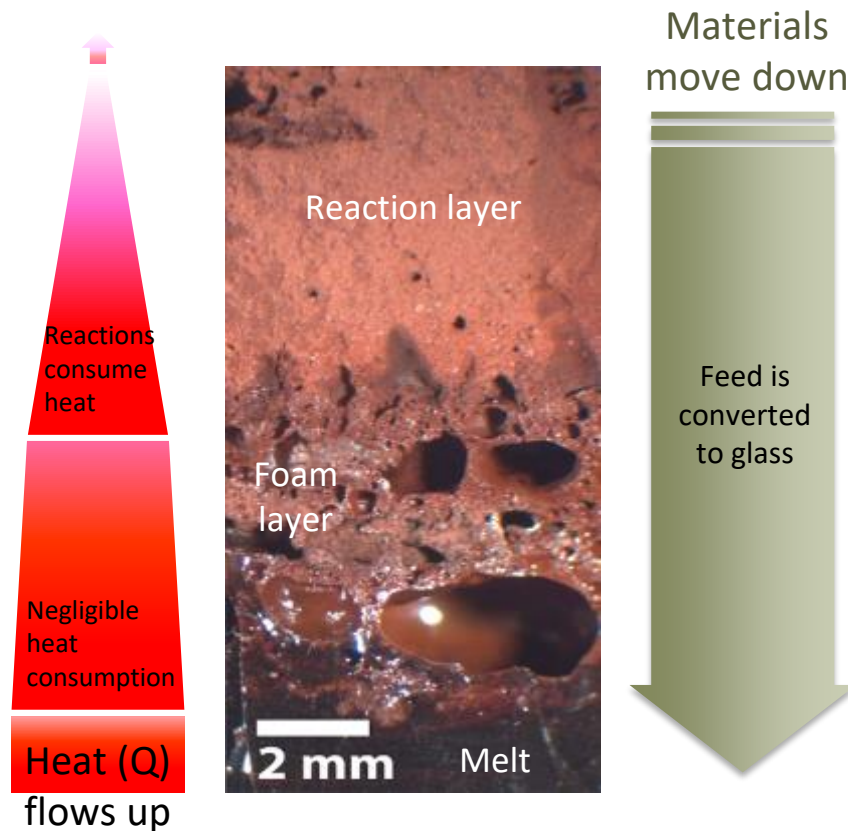 Materials
move down
Reaction layer
Reactions
consume
heat
Feed is
converted
to glass
Foam
layer
Negligible
heat
consumption
2 mm
Melt
Heat (Q)
flows up